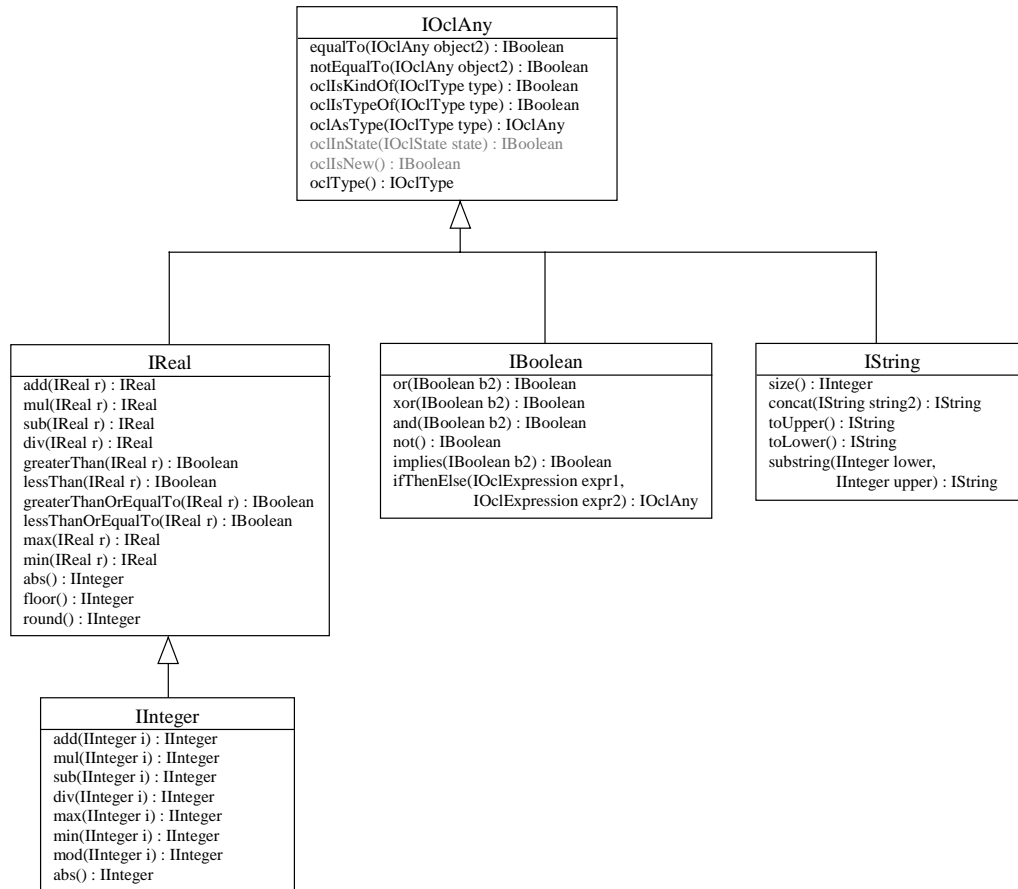 IOclAny
equalTo(IOclAny object2) : IBoolean
notEqualTo(IOclAny object2) : IBoolean
oclIsKindOf(IOclType type) : IBoolean
oclIsTypeOf(IOclType type) : IBoolean
oclAsType(IOclType type) : IOclAny
oclInState(IOclState state) : IBoolean
oclIsNew() : IBoolean
oclType() : IOclType
IReal
add(IReal r) : IReal
mul(IReal r) : IReal
sub(IReal r) : IReal
div(IReal r) : IReal
greaterThan(IReal r) : IBoolean
lessThan(IReal r) : IBoolean
greaterThanOrEqualTo(IReal r) : IBoolean
lessThanOrEqualTo(IReal r) : IBoolean
max(IReal r) : IReal
min(IReal r) : IReal
abs() : IInteger
floor() : IInteger
round() : IInteger
IBoolean
or(IBoolean b2) : IBoolean
xor(IBoolean b2) : IBoolean
and(IBoolean b2) : IBoolean
not() : IBoolean
implies(IBoolean b2) : IBoolean
ifThenElse(IOclExpression expr1,
IOclExpression expr2) : IOclAny
IString
size() : IInteger
concat(IString string2) : IString
toUpper() : IString
toLower() : IString
substring(IInteger lower,
IInteger upper) : IString
IInteger
add(IInteger i) : IInteger
mul(IInteger i) : IInteger
sub(IInteger i) : IInteger
div(IInteger i) : IInteger
max(IInteger i) : IInteger
min(IInteger i) : IInteger
mod(IInteger i) : IInteger
abs() : IInteger